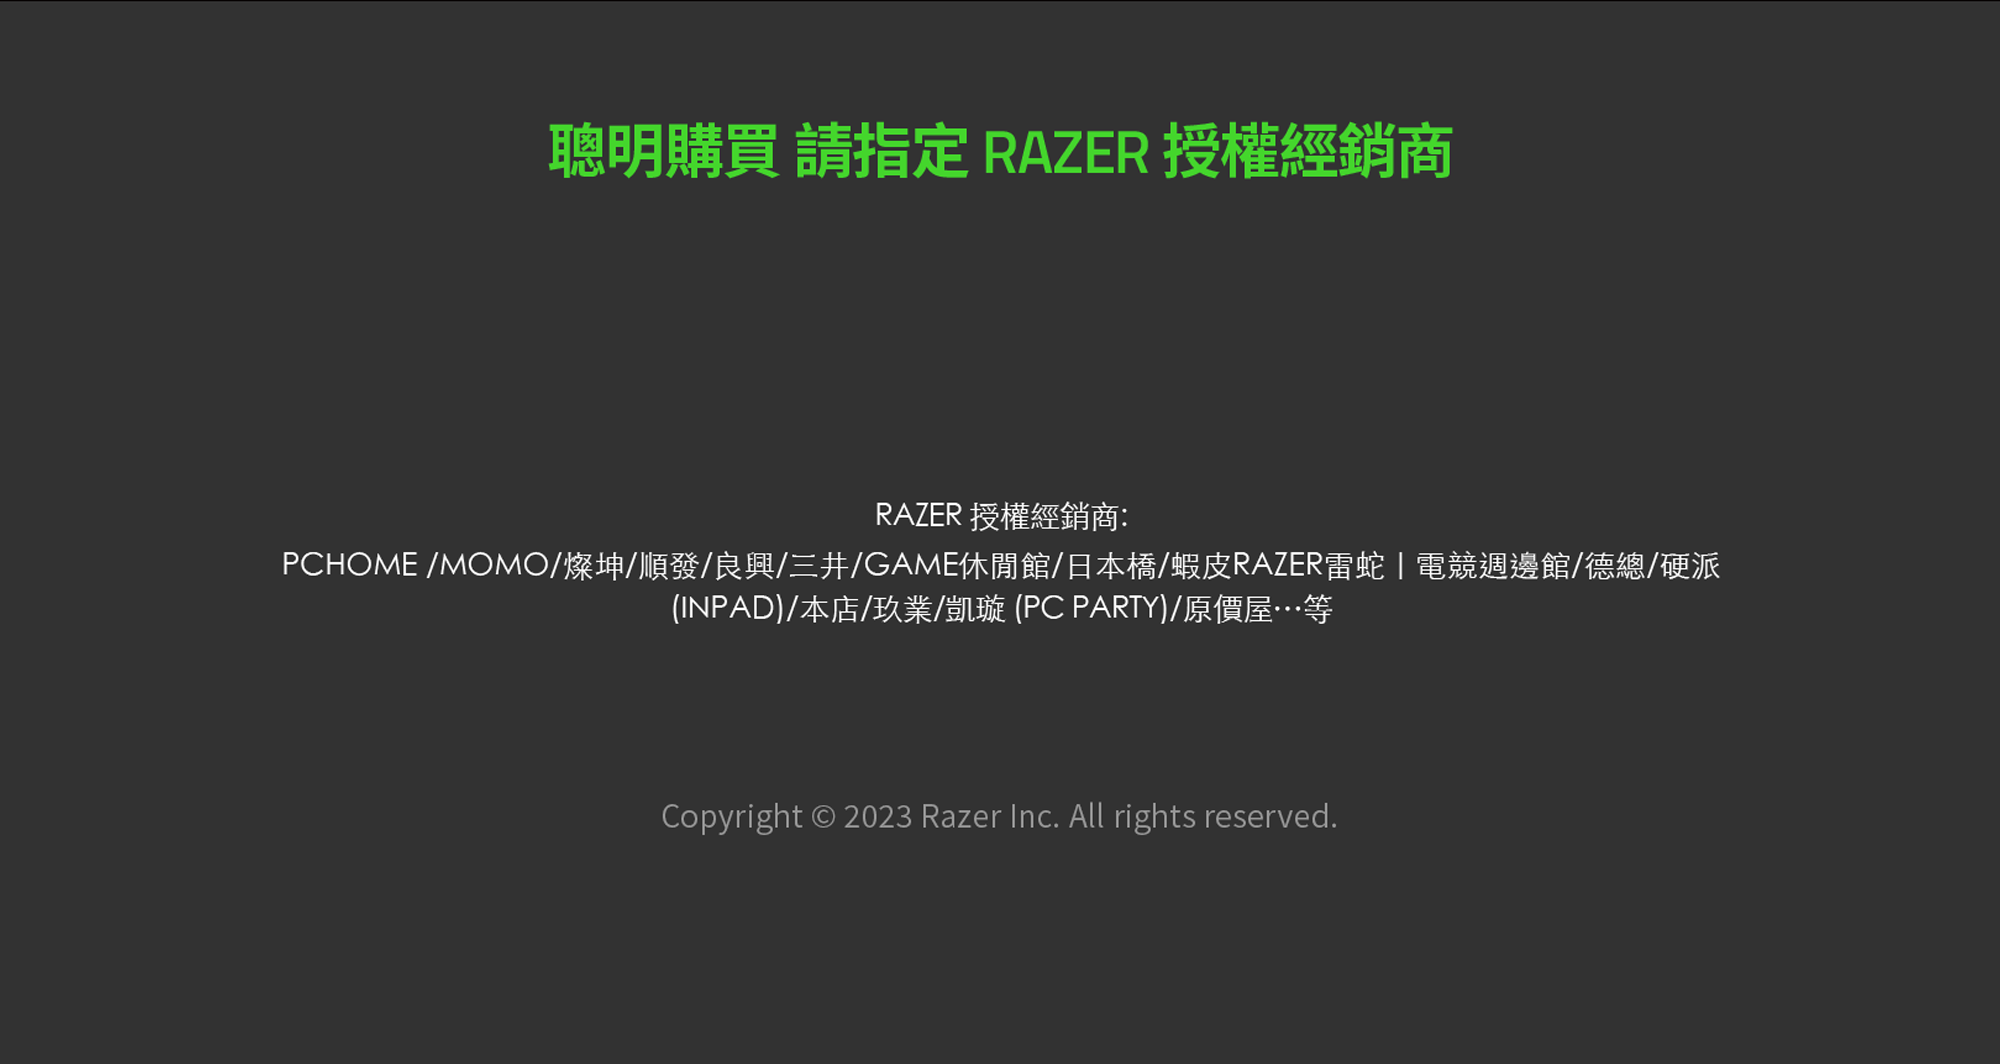 聰明購買 請指定 RAZER 授權經銷商
RAZER 授權經銷商:
PCHOME /MOMO/燦坤/順發/良興/三井/GAME休閒館/日本橋/蝦皮RAZER雷蛇丨電競週邊館/德總/硬派
(INPAD)/本店/玖業/凱璇 (PC PARTY)/原價屋⋯等
Copyright © 2023 Razer Inc. All rights reserved.